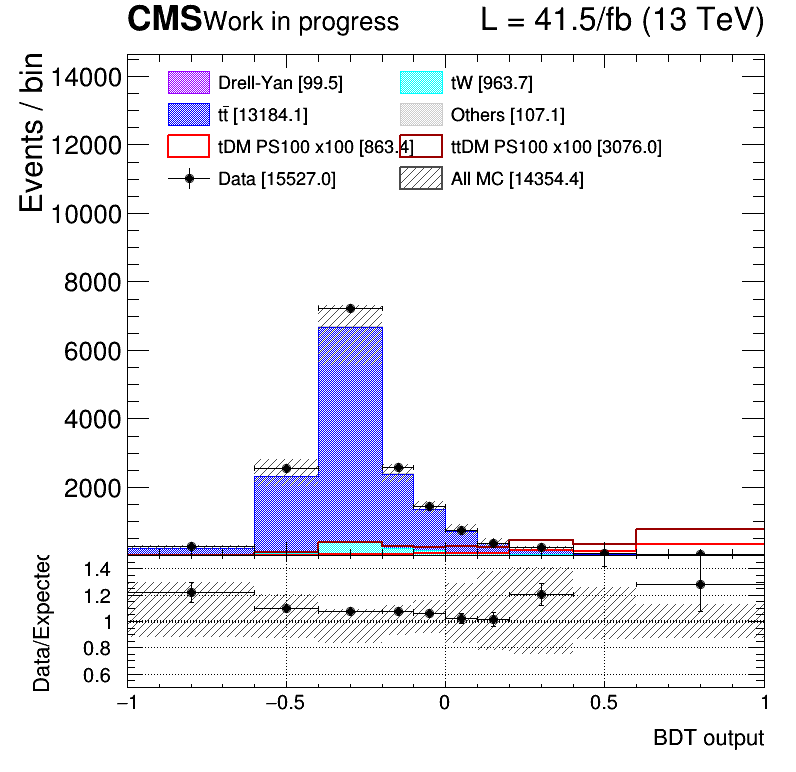 CMS Work in progress L = 41.5/fb (13 TeV)
Events / bin
14000
12000
10000
8000
6000
4000
2000
Drell-Yan [99.5] tW [963.7]
tt̄ [13184.1] Others [107.1]
tDM PS100 x100 [863.4] ttDM PS100 x100 [3076.0]
Data [15527.0] All MC [14354.4]
Data/Expected
1.4
1.2
1
0.8
0.6
−1 −0.5 0 0.5 1
BDT output